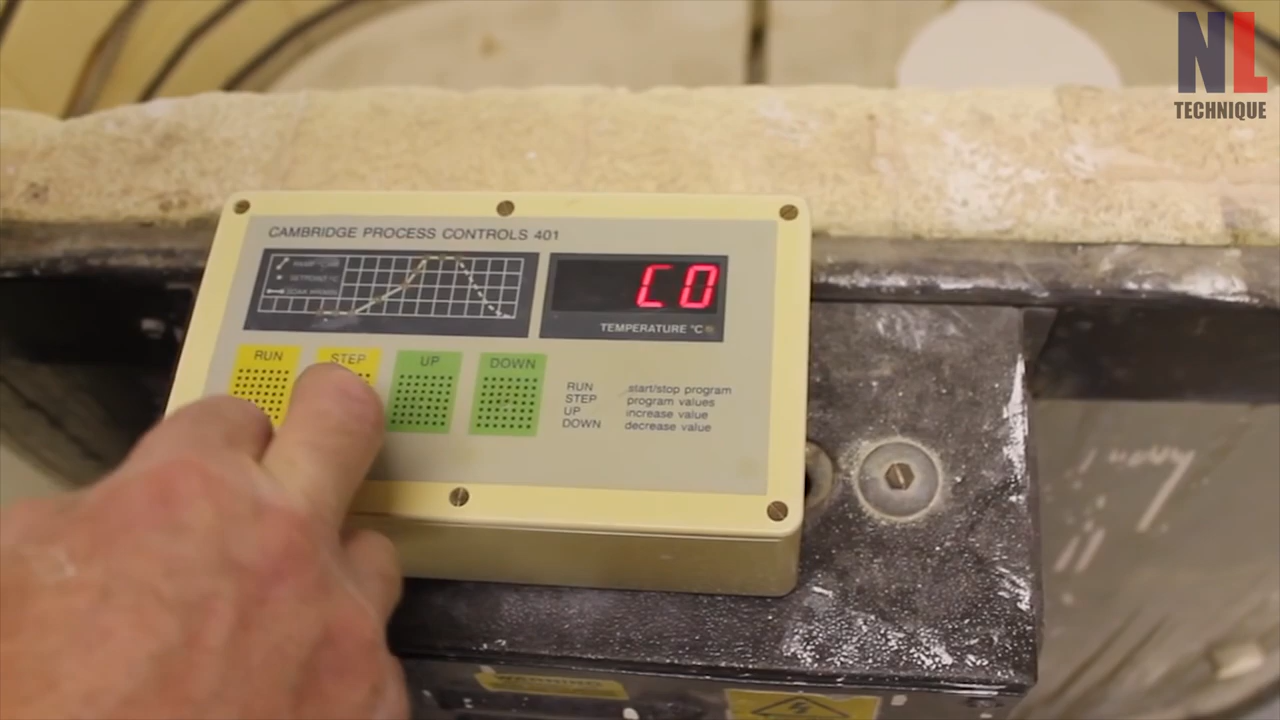 NL
TECHNIQUE
CAMBRIDGE PROCESS CONTROLS 401
C0
TEMPERATURE °C
RUN
STEP
UP
DOWN
RUN start/stop program
STEP program values
UP increase value
DOWN decrease value
WARNING